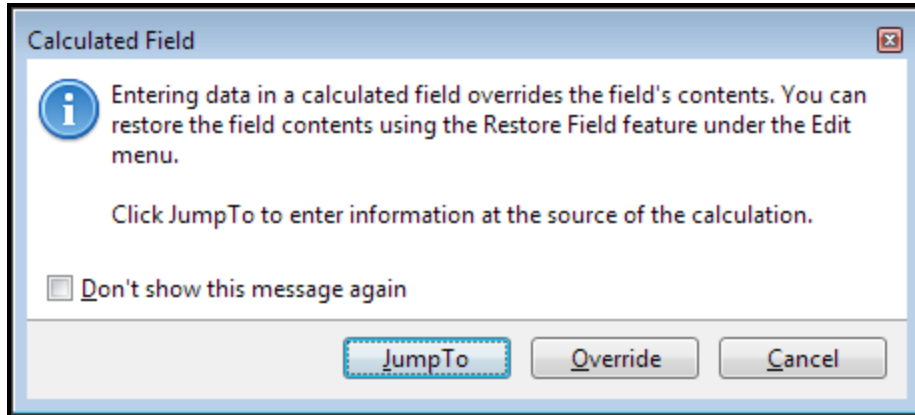 Calculated Field
Entering data in a calculated field overrides the field's contents. You can
restore the field contents using the Restore Field feature under the Edit
menu.
Click JumpTo to enter information at the source of the calculation.
Don't show this message again
JumpTo
Override
Cancel